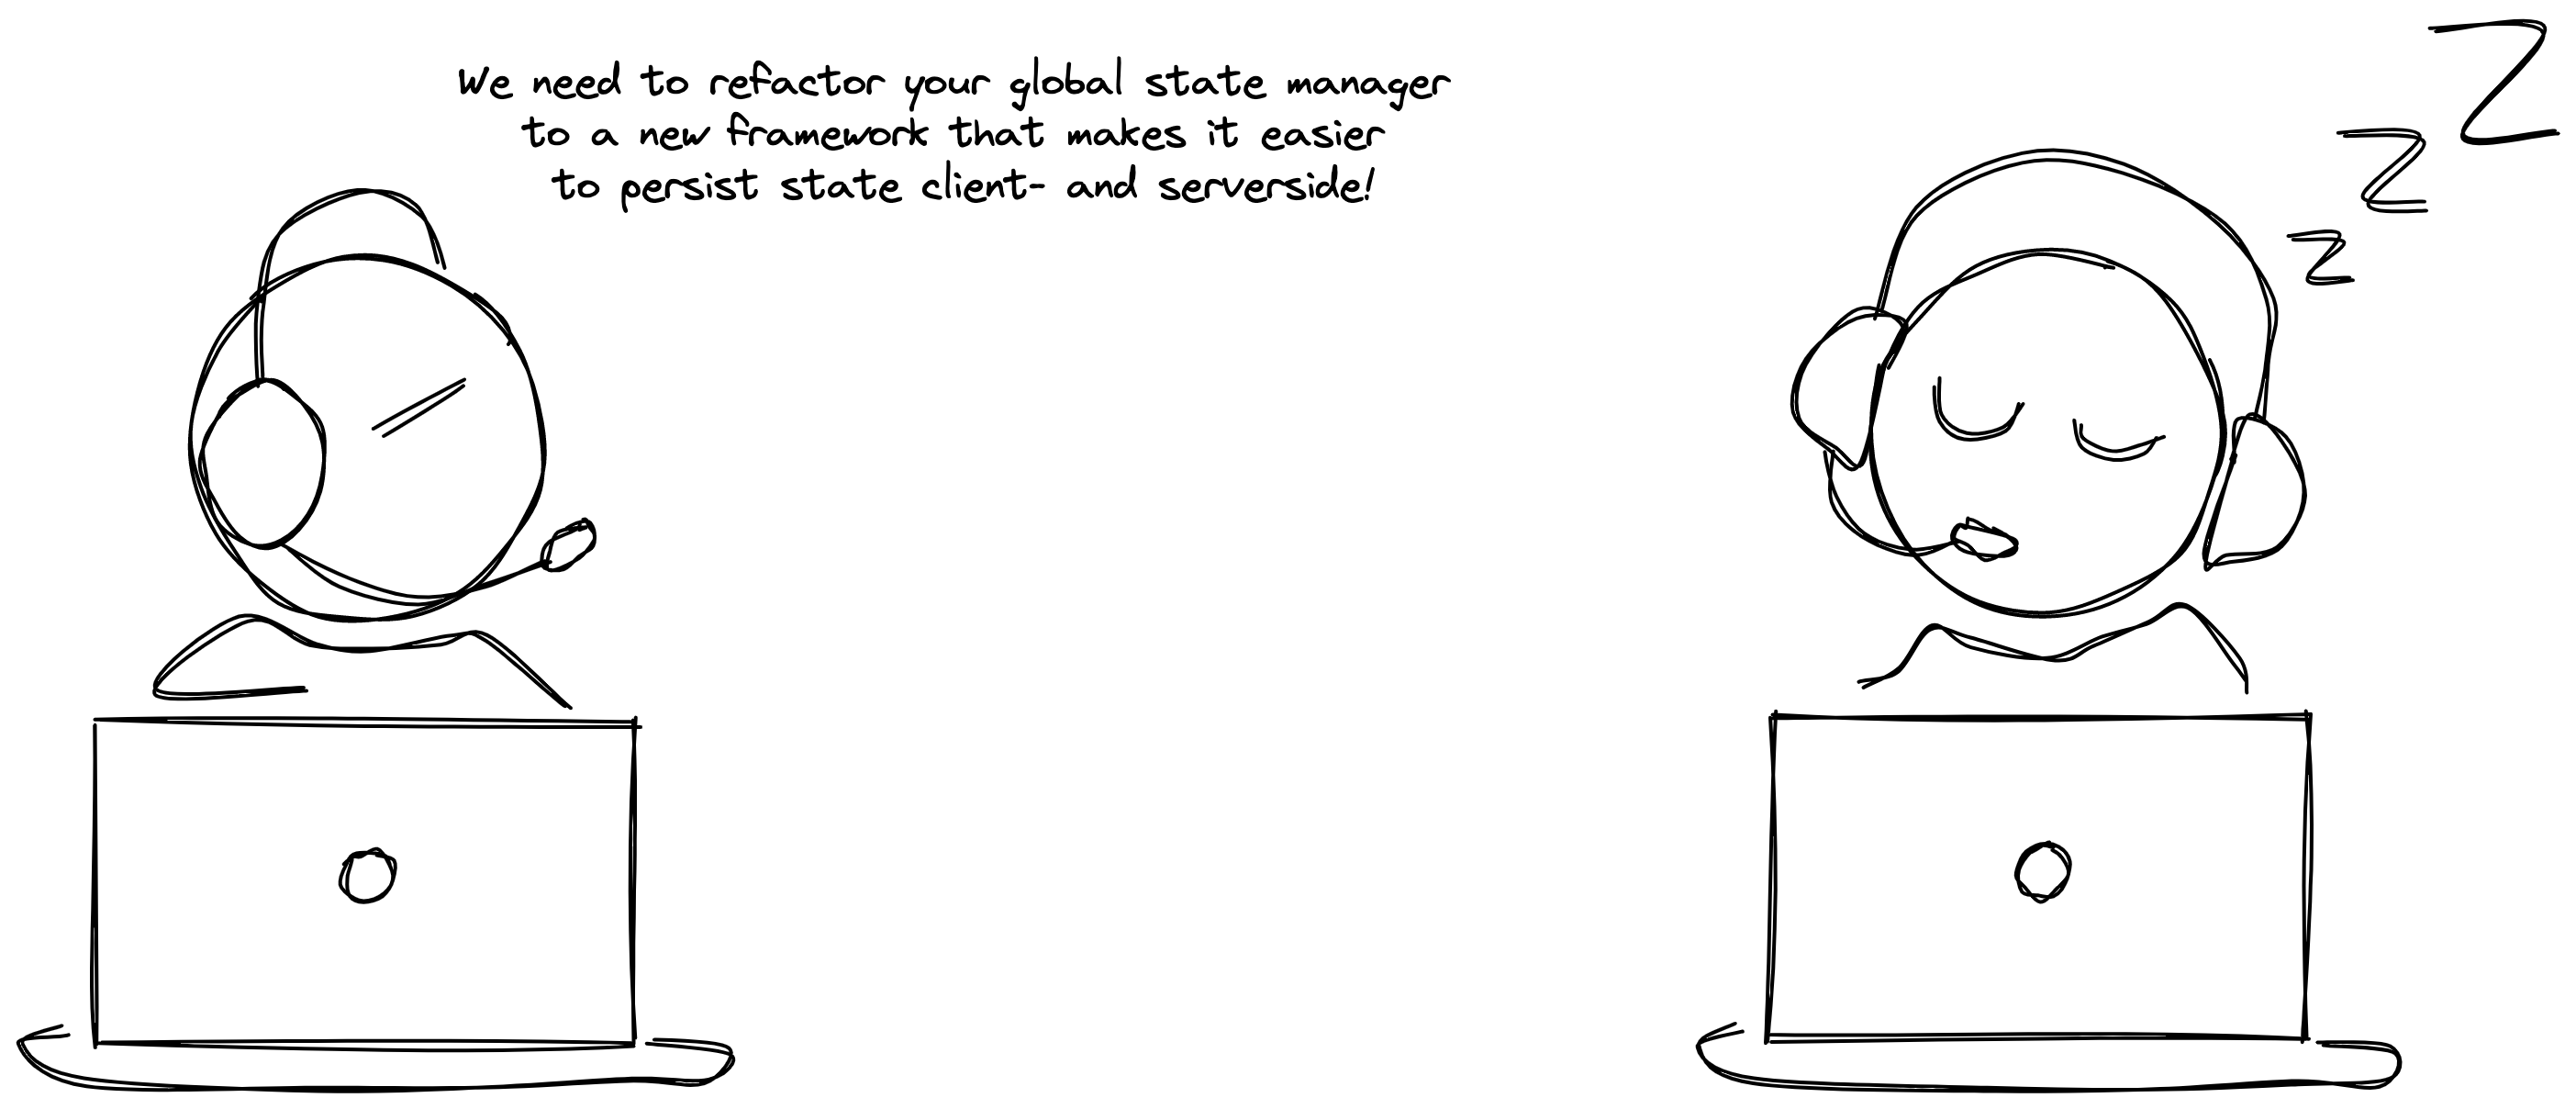 We need to refactor your global state manager
to a new framework that makes it easier
to persist state client- and serverside!
Z
Z
Z